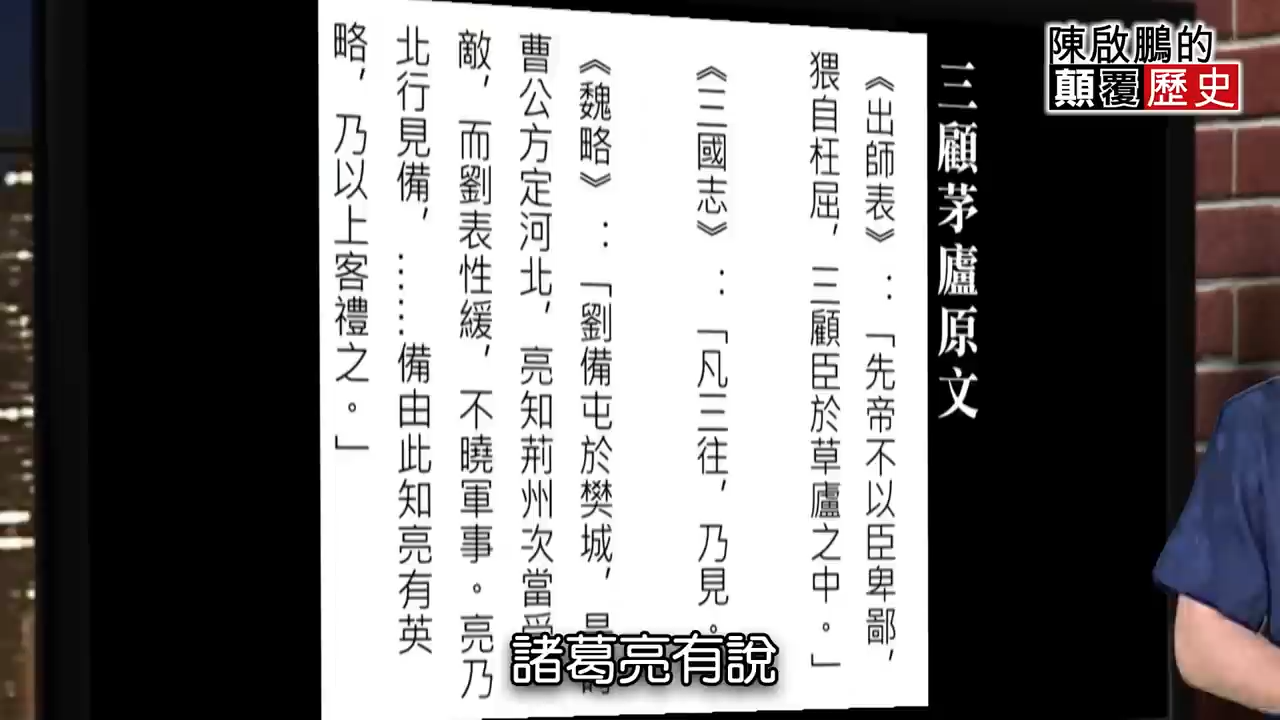 陳啟鵬的
顛覆歷史
三顧茅廬原文
《出師表》：「先帝不以臣卑鄙，
猥自枉屈，三顧臣於草廬之中。」
《三國志》：「凡三往，乃見。
《魏略》：「劉備屯於樊城，是
曹公方定河北，亮知荊州次當受
敵，而劉表性緩，不曉軍事。亮乃
北行見備，……備由此知亮有英
略，乃以上客禮之。」
諸葛亮有說